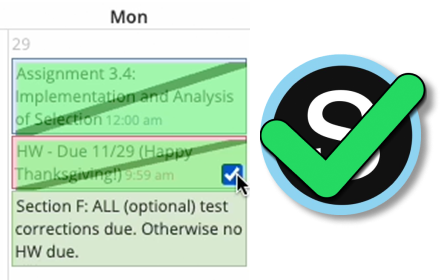 Mon
29
Assignment 3.4:
Implementation and Analysis
of Selection 12:00 am
HW - Due 11/29 (Happy
Thanksgiving!) 9:59 am
Section F: ALL (optional) test
corrections due. Otherwise no
HW due.
S